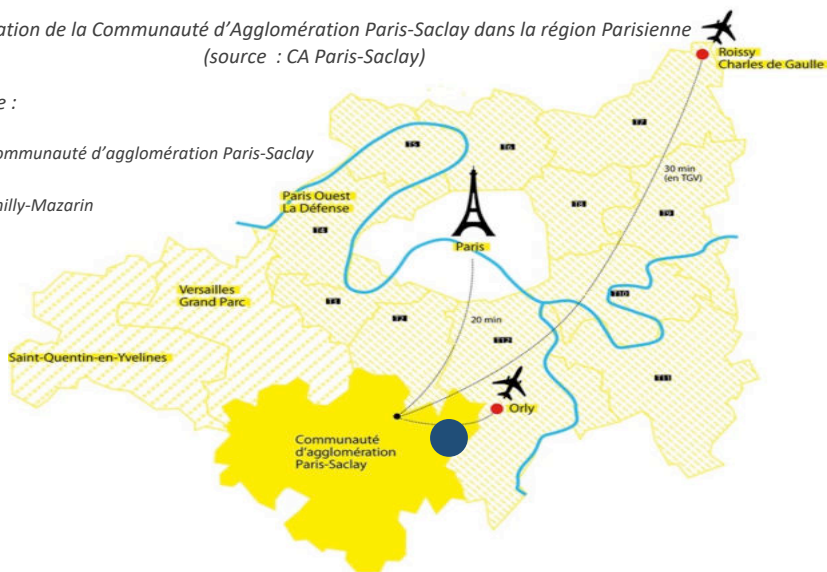 ation de la Communauté d’Agglomération Paris-Saclay dans la région Parisienne
(source : CA Paris-Saclay)
Roissy
Charles de Gaulle
e :
ommunauté d’agglomération Paris-Saclay
nilly-Mazarin
T7
T5
T6
30 min
(en TGV)
Paris Ouest
La Défense
T4
T8
T9
Paris
Versailles
Grand Parc
T3
T2
20 min
T10
T12
Saint-Quentin-en-Yvelines
T11
Orly
Communauté
d’agglomération
Paris-Saclay